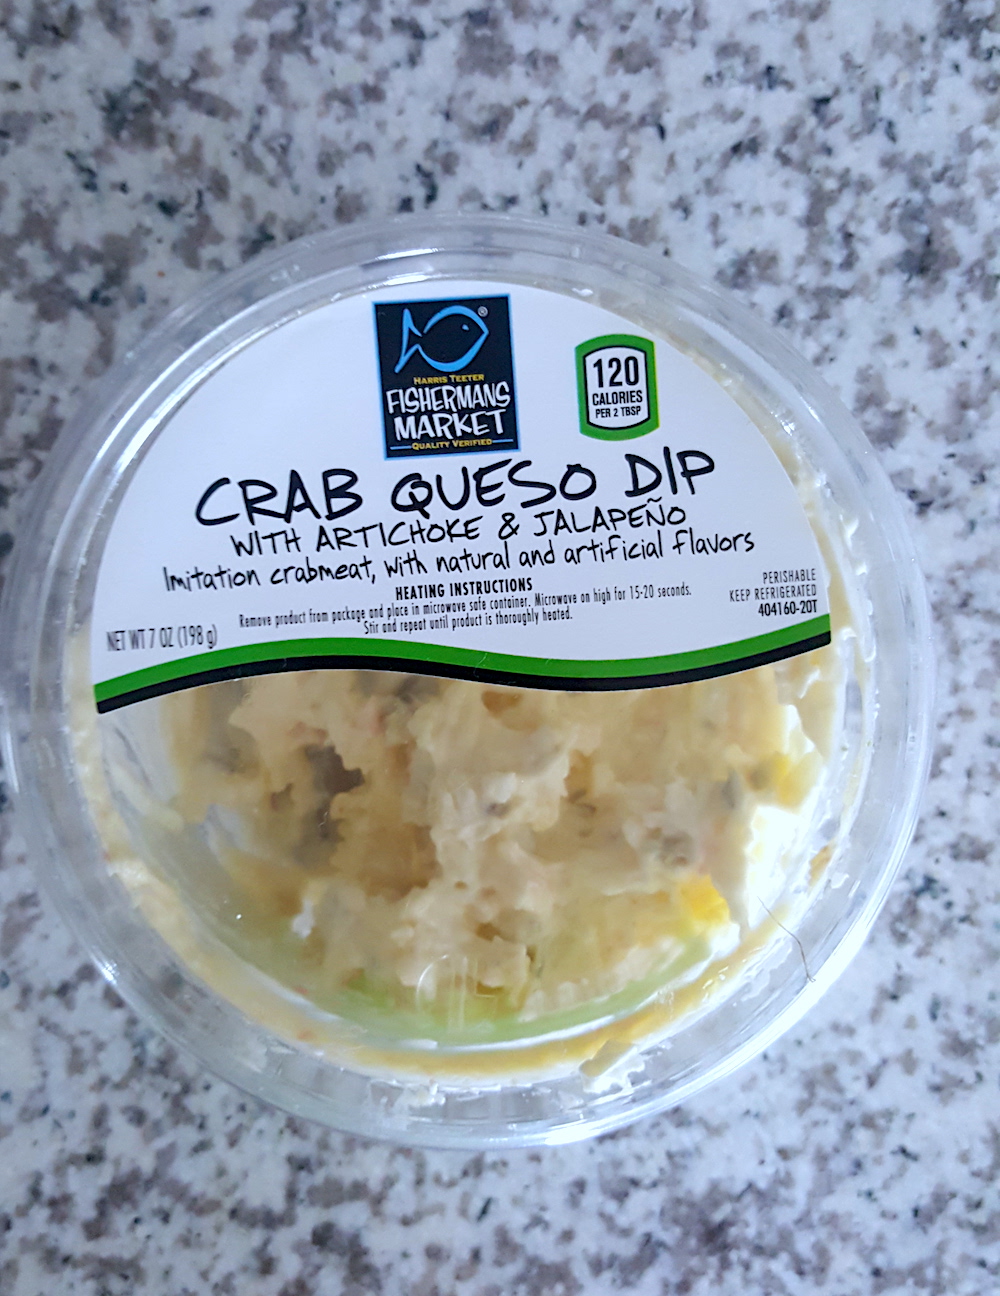 ®
HARRIS TEETER
FISHERMANS
MARKET
QUALITY VERIFIED
120
CALORIES
PER 2 TBSP
CRAB QUESO DIP
WITH ARTICHOKE & JALAPEÑO
Imitation crabmeat, with natural and artificial flavors
HEATING INSTRUCTIONS
Remove product from package and place in microwave safe container. Microwave on high for 15-20 seconds.
Stir and repeat until product is thoroughly heated.
PERISHABLE
KEEP REFRIGERATED
404160-20T
NET WT 7 OZ (198 g)